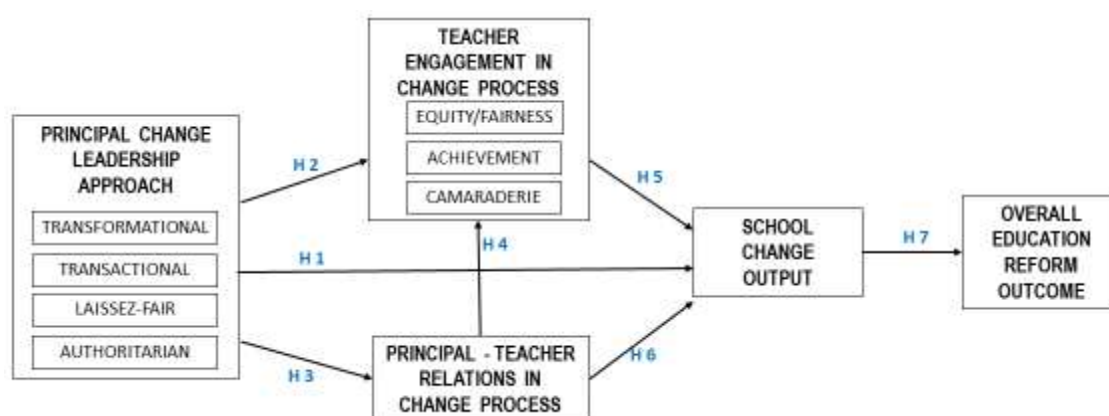 PRINCIPAL CHANGE
LEADERSHIP
APPROACH
TRANSFORMATIONAL
TRANSACTIONAL
LAISSEZ-FAIR
AUTHORITARIAN
H 2
H 1
H 3
TEACHER
ENGAGEMENT IN
CHANGE PROCESS
EQUITY/FAIRNESS
ACHIEVEMENT
CAMARADERIE
H 4
PRINCIPAL - TEACHER
RELATIONS IN
CHANGE PROCESS
H 5
H 6
SCHOOL
CHANGE
OUTPUT
H 7
OVERALL
EDUCATION
REFORM
OUTCOME